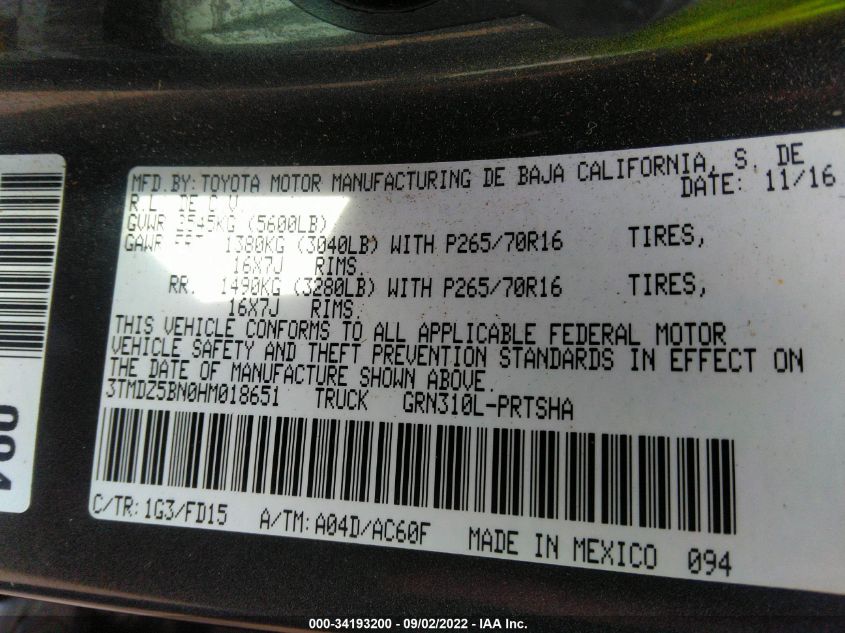 MFD.BY:TOYOTA MOTOR MANUFACTURING DE BAJA CALIFORNIA, S. DE
R.L. DE C.V. DATE: 11/16
GVWR 2545KG (5600LB)
GAWR FRT 1380KG (3040LB) WITH P265/70R16 TIRES,
16X7J RIMS,
RR. 1490KG (3280LB) WITH P265/70R16 TIRES,
16X7J RIMS,
THIS VEHICLE CONFORMS TO ALL APPLICABLE FEDERAL MOTOR
VEHICLE SAFETY AND THEFT PREVENTION STANDARDS IN EFFECT ON
THE DATE OF MANUFACTURE SHOWN ABOVE.
3TMDZ5BN0HM018651 TRUCK GRN310L-PRTSHA
C/TR:1G3/FD15 A/TM:A04D/AC60F MADE IN MEXICO 094
000-34193200 - 09/02/2022 - IAA Inc.